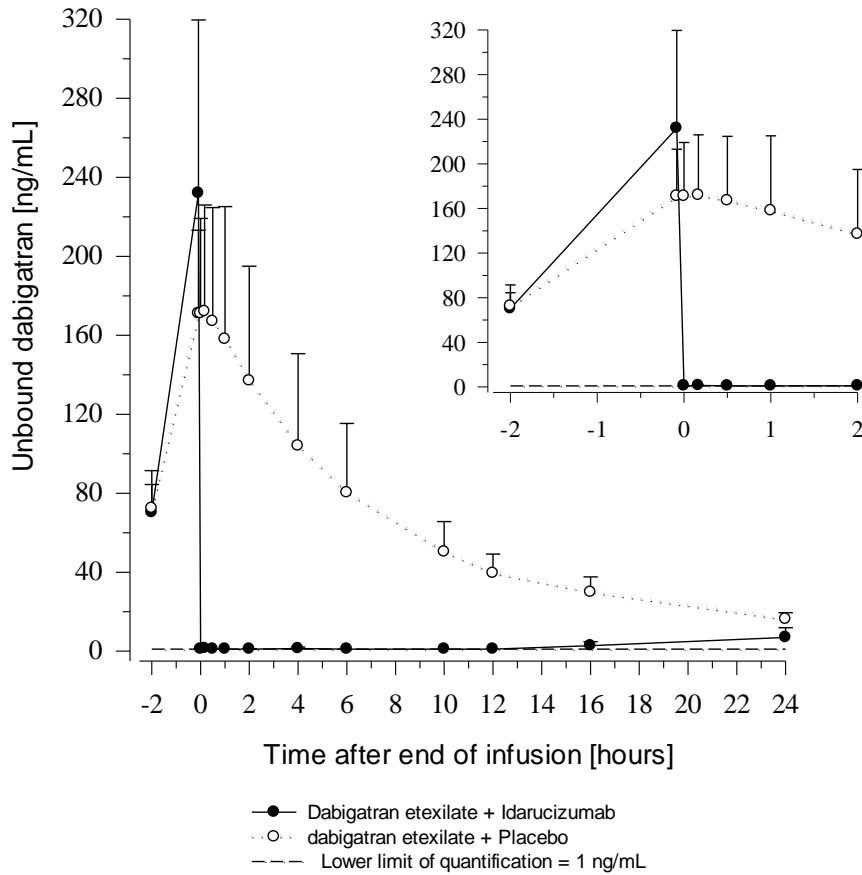 320
280
240
200
160
120
80
40
0
Unbound dabigatran [ng/mL]
-2 0 2 4 6 8 10 12 14 16 18 20 22 24
Time after end of infusion [hours]
320
280
240
200
160
120
80
40
0
-2 -1 0 1 2
Dabigatran etexilate + Idarucizumab
dabigatran etexilate + Placebo
Lower limit of quantification = 1 ng/mL